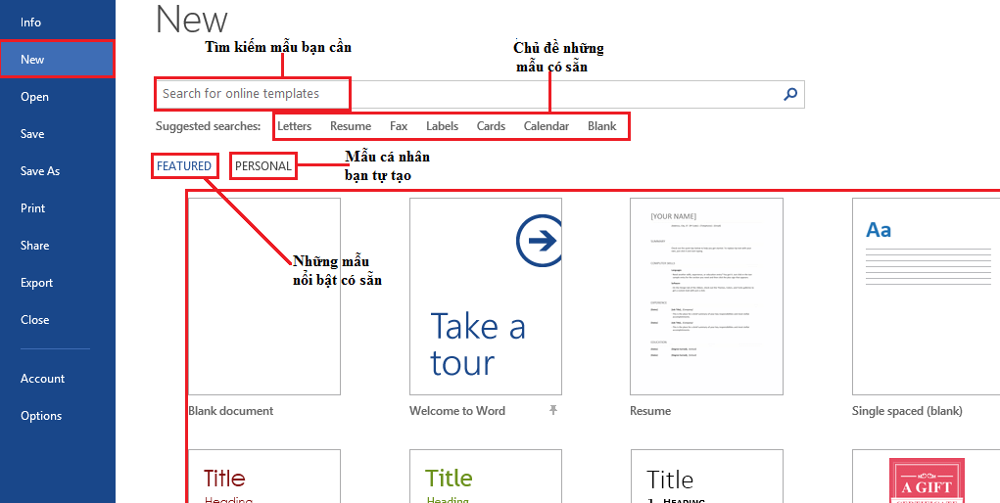 Info
New
Open
Save
Save As
Print
Share
Export
Close
Account
Options
New
Tìm kiếm mẫu bạn cần
Chủ đề những
mẫu có sẵn
Search for online templates
Suggested searches: Letters Resume Fax Labels Cards Calendar Blank
FEATURED PERSONAL
Mẫu cá nhân
bạn tự tạo
Những mẫu
nổi bật có sẵn
Take a
tour
[YOUR NAME]
Aa
Blank document
Welcome to Word
Resume
Single spaced (blank)
Title
Heading
Title
Heading
Title
1 HEADING
A GIFT